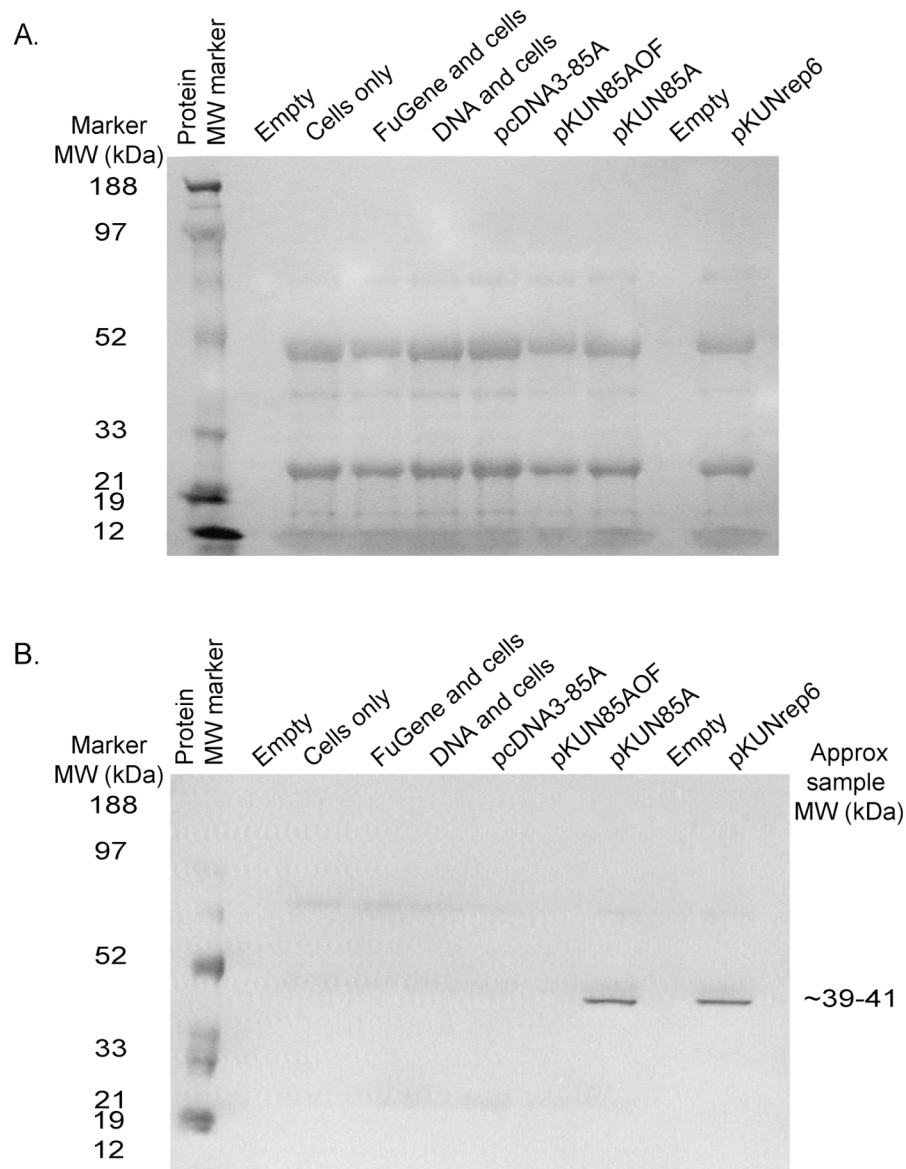 A.
Marker
MW (kDa)
Protein
MW marker
Empty
Cells only
FuGene and cells
DNA and cells
pcDNA3-85A
pKUN85AOF
pKUN85A
Empty
pKUNrep6
188
97
52
33
21
19
12
B.
Marker
MW (kDa)
Protein
MW marker
Empty
Cells only
FuGene and cells
DNA and cells
pcDNA3-85A
pKUN85AOF
pKUN85A
Empty
pKUNrep6
Approx
sample
MW (kDa)
188
97
52
~39-41
33
21
19
12